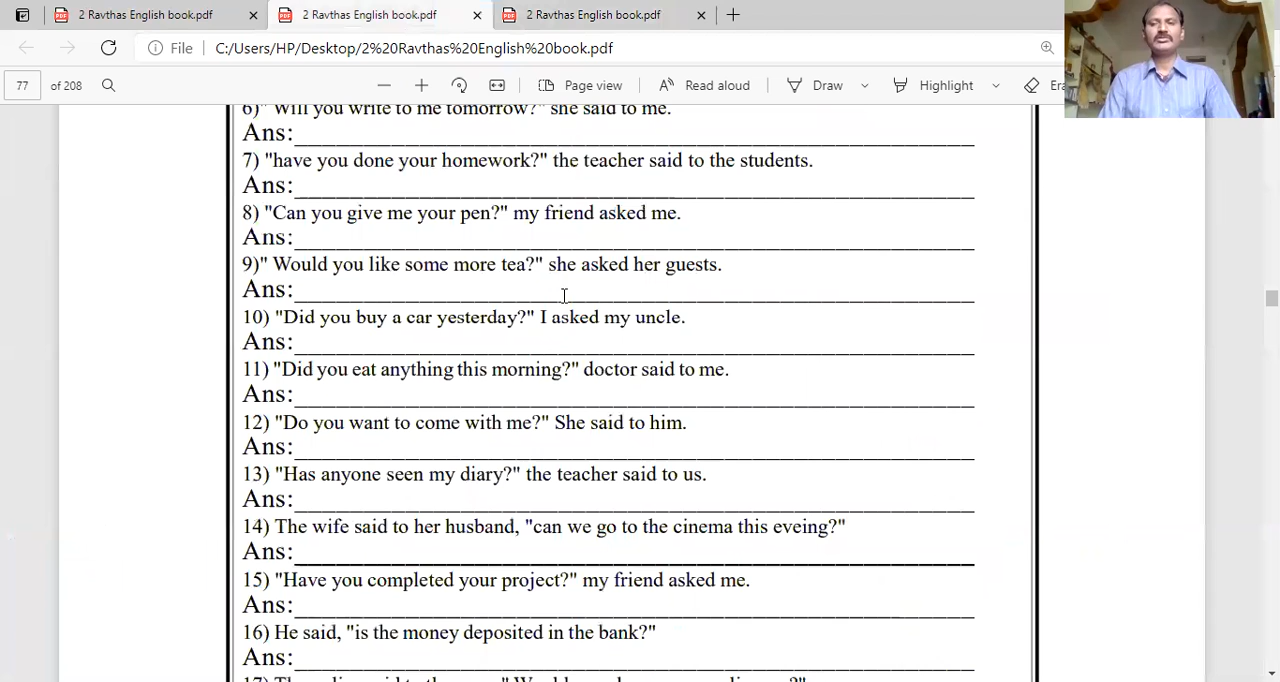 2 Ravthas English book.pdf
2 Ravthas English book.pdf
2 Ravthas English book.pdf
File C:/Users/HP/Desktop/2%20Ravthas%20English%20book.pdf
77 of 208 Page view Read aloud Draw Highlight
6)" Will you write to me tomorrow?" she said to me.
Ans:
7) "have you done your homework?" the teacher said to the students.
Ans:
8) "Can you give me your pen?" my friend asked me.
Ans:
9)" Would you like some more tea?" she asked her guests.
Ans:
10) "Did you buy a car yesterday?" I asked my uncle.
Ans:
11) "Did you eat anything this morning?" doctor said to me.
Ans:
12) "Do you want to come with me?" She said to him.
Ans:
13) "Has anyone seen my diary?" the teacher said to us.
Ans:
14) The wife said to her husband, "can we go to the cinema this eveing?"
Ans:
15) "Have you completed your project?" my friend asked me.
Ans:
16) He said, "is the money deposited in the bank?"
Ans: